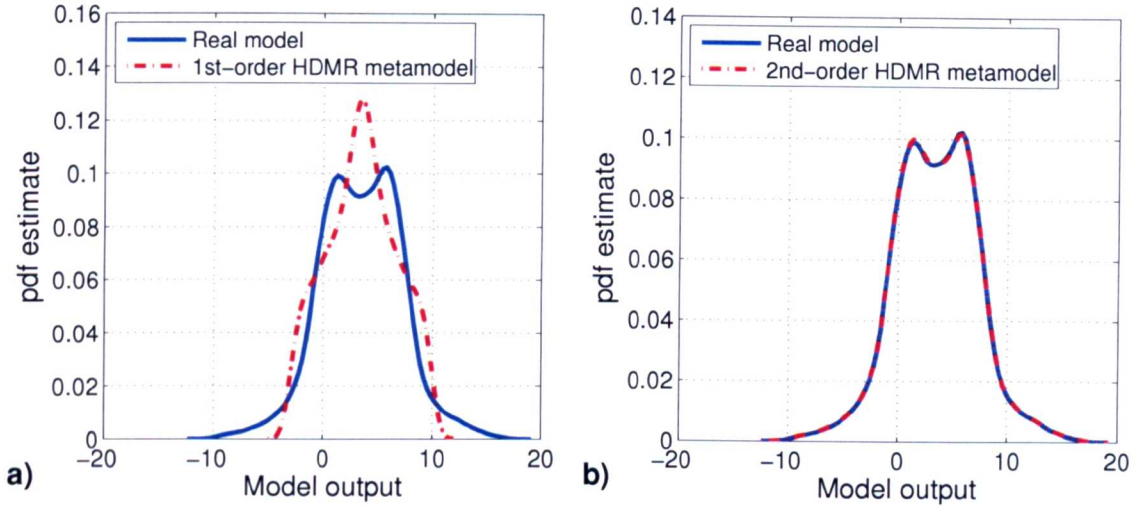 0.16
0.14
0.12
0.1
0.08
0.06
0.04
0.02
0
pdf estimate
Real model
1st-order HDMR metamodel
−20
−10
0
10
20
Model output
a)
0.14
0.12
0.1
0.08
0.06
0.04
0.02
0
pdf estimate
Real model
2nd-order HDMR metamodel
−20
−10
0
10
20
Model output
b)